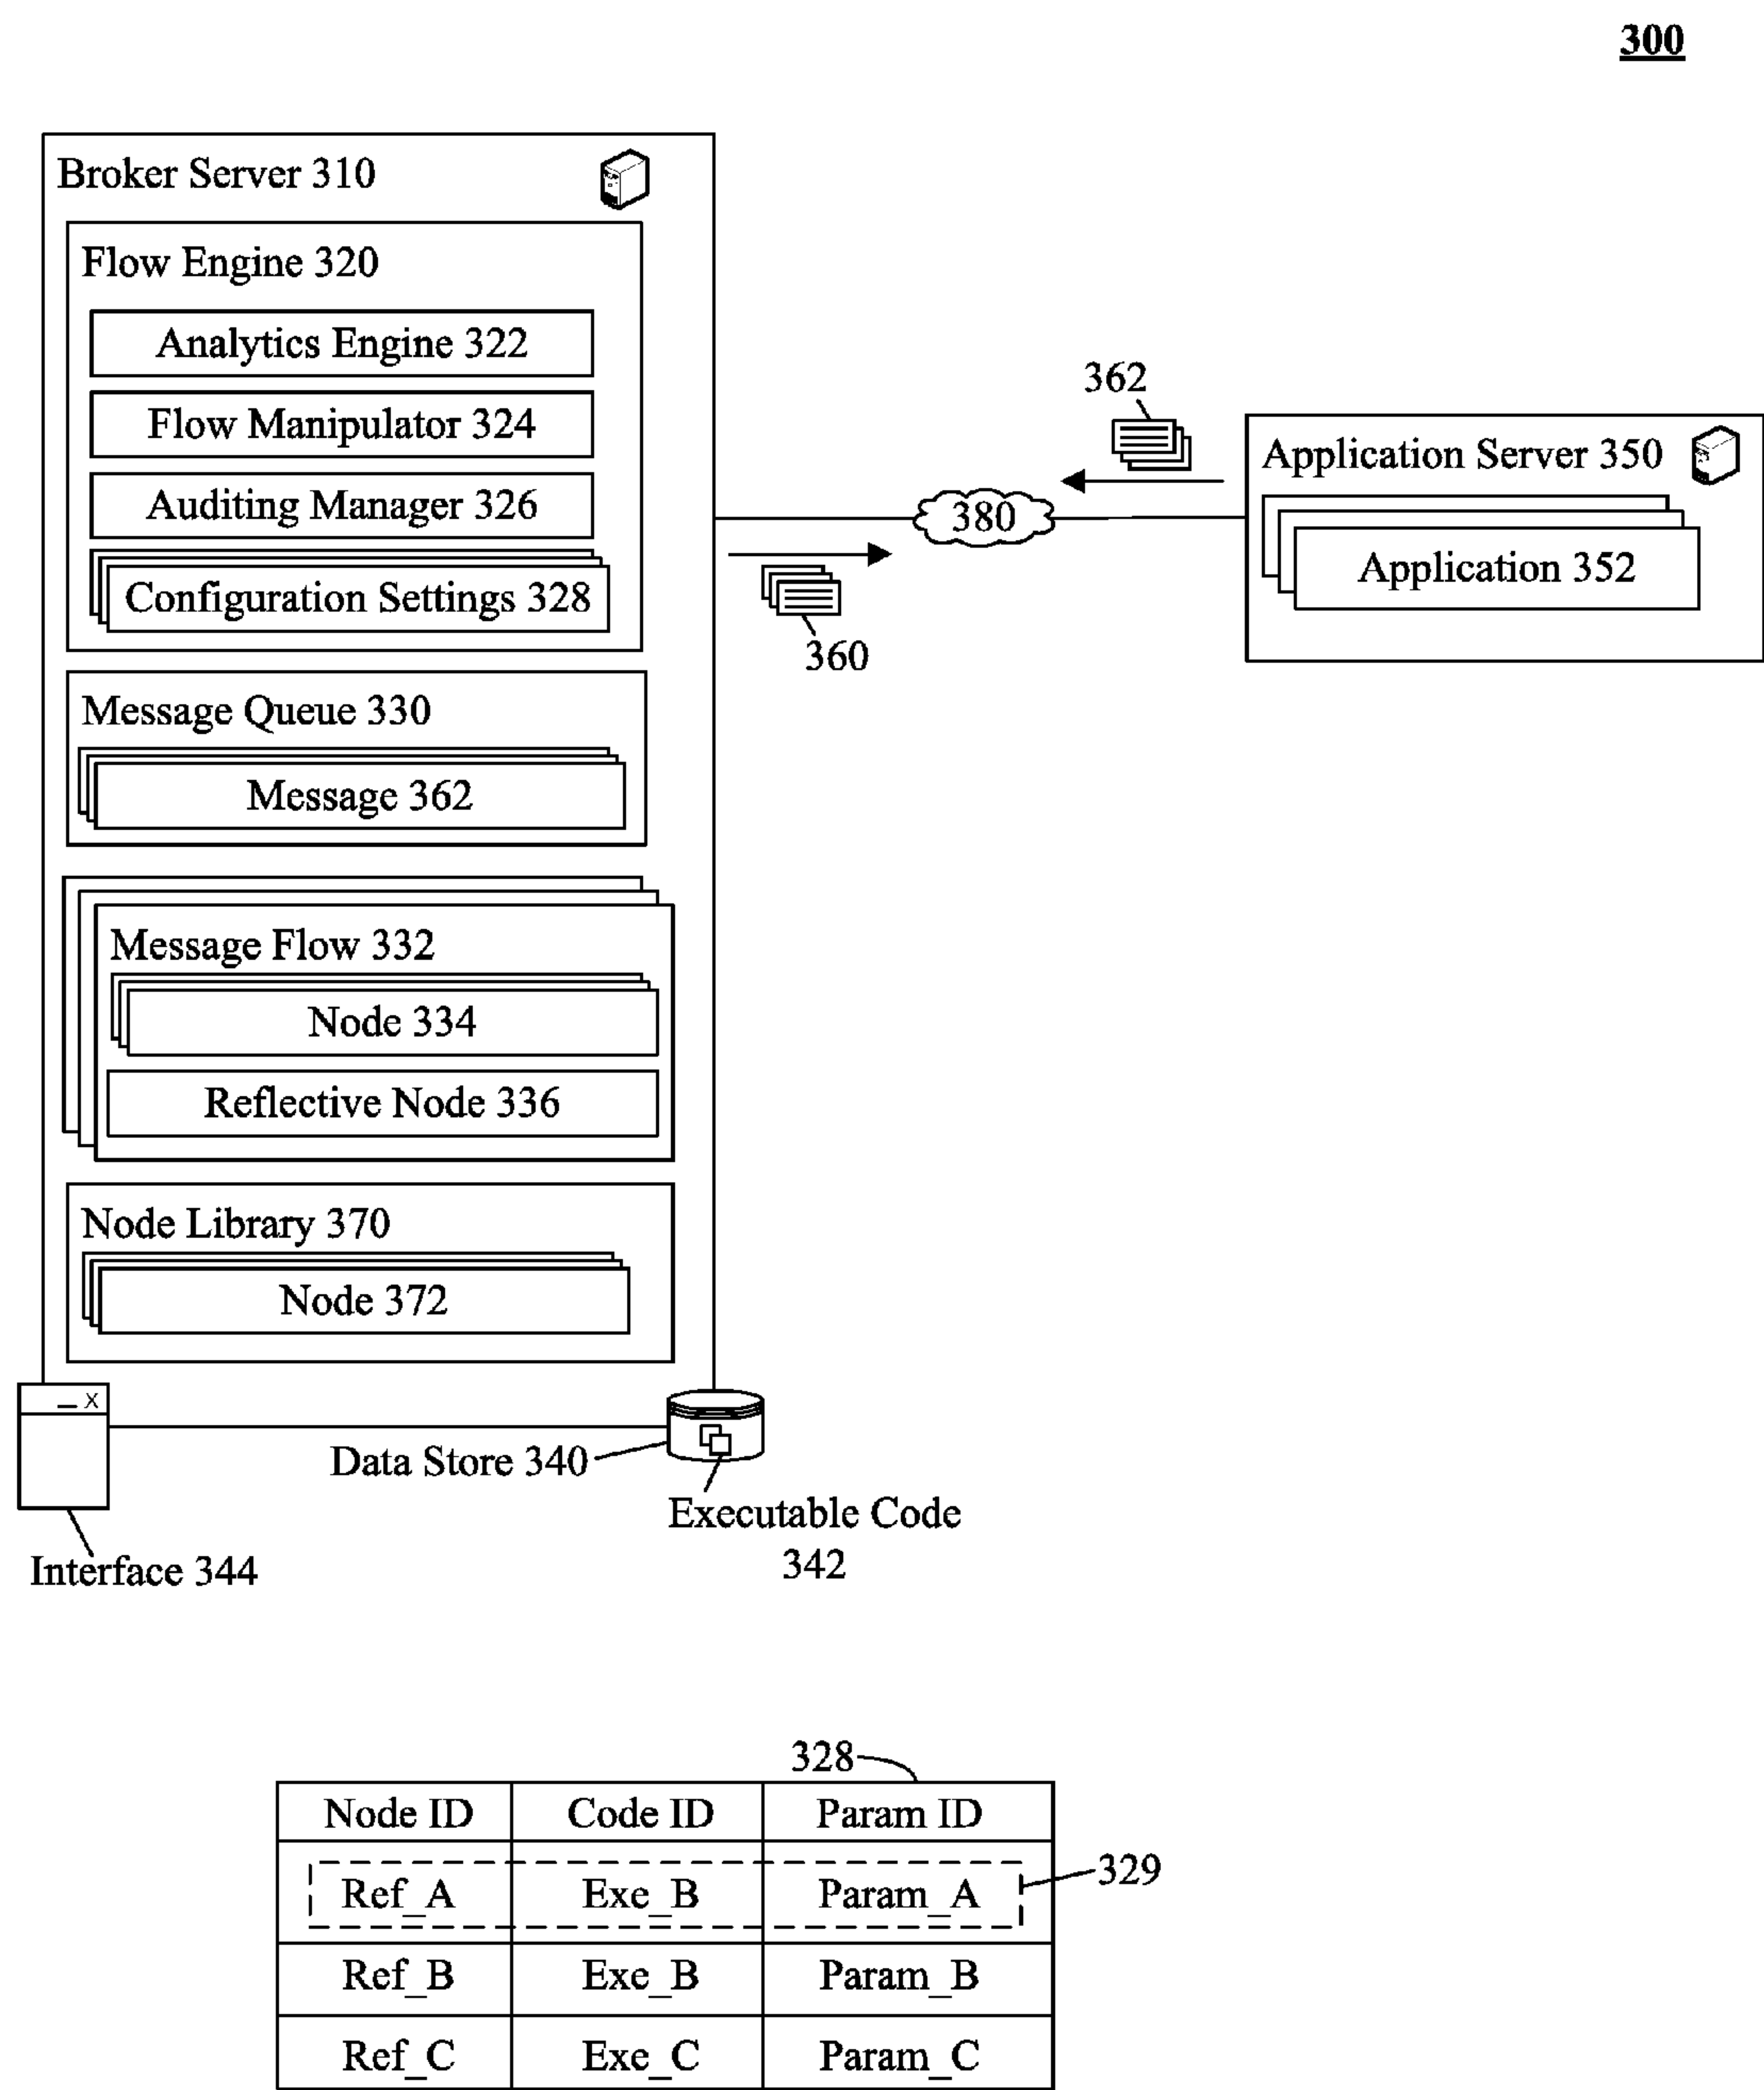 300
Broker Server 310
Flow Engine 320
Analytics Engine 322
Flow Manipulator 324
Auditing Manager 326
Configuration Settings 328
Message Queue 330
Message 362
Message Flow 332
Node 334
Reflective Node 336
Node Library 370
Node 372
_ X
Data Store 340
Executable Code
342
Interface 344
362
380
360
Application Server 350
Application 352
328
Node ID Code ID Param ID
329
Ref_A Exe_B Param_A
Ref_B Exe_B Param_B
Ref_C Exe_C Param_C